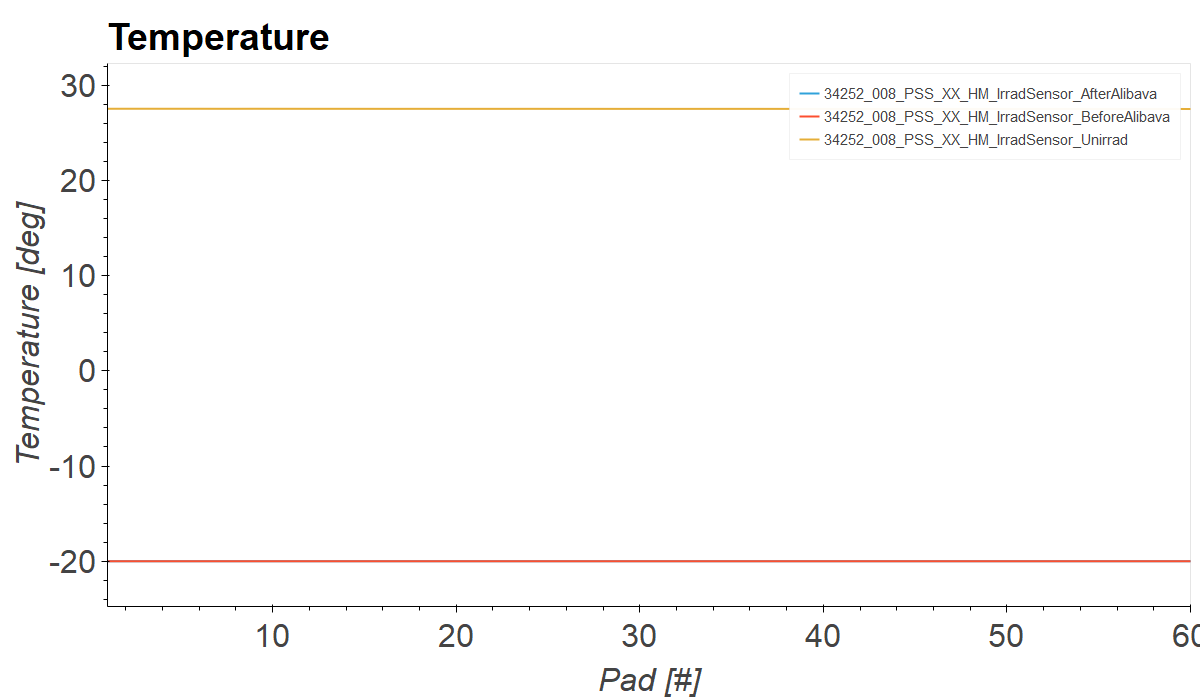 Temperature
34252_008_PSS_XX_HM_IrradSensor_AfterAlibava
34252_008_PSS_XX_HM_IrradSensor_BeforeAlibava
34252_008_PSS_XX_HM_IrradSensor_Unirrad
Temperature [deg]
30
20
10
0
-10
-20
10
20
30
40
50
60
Pad [#]